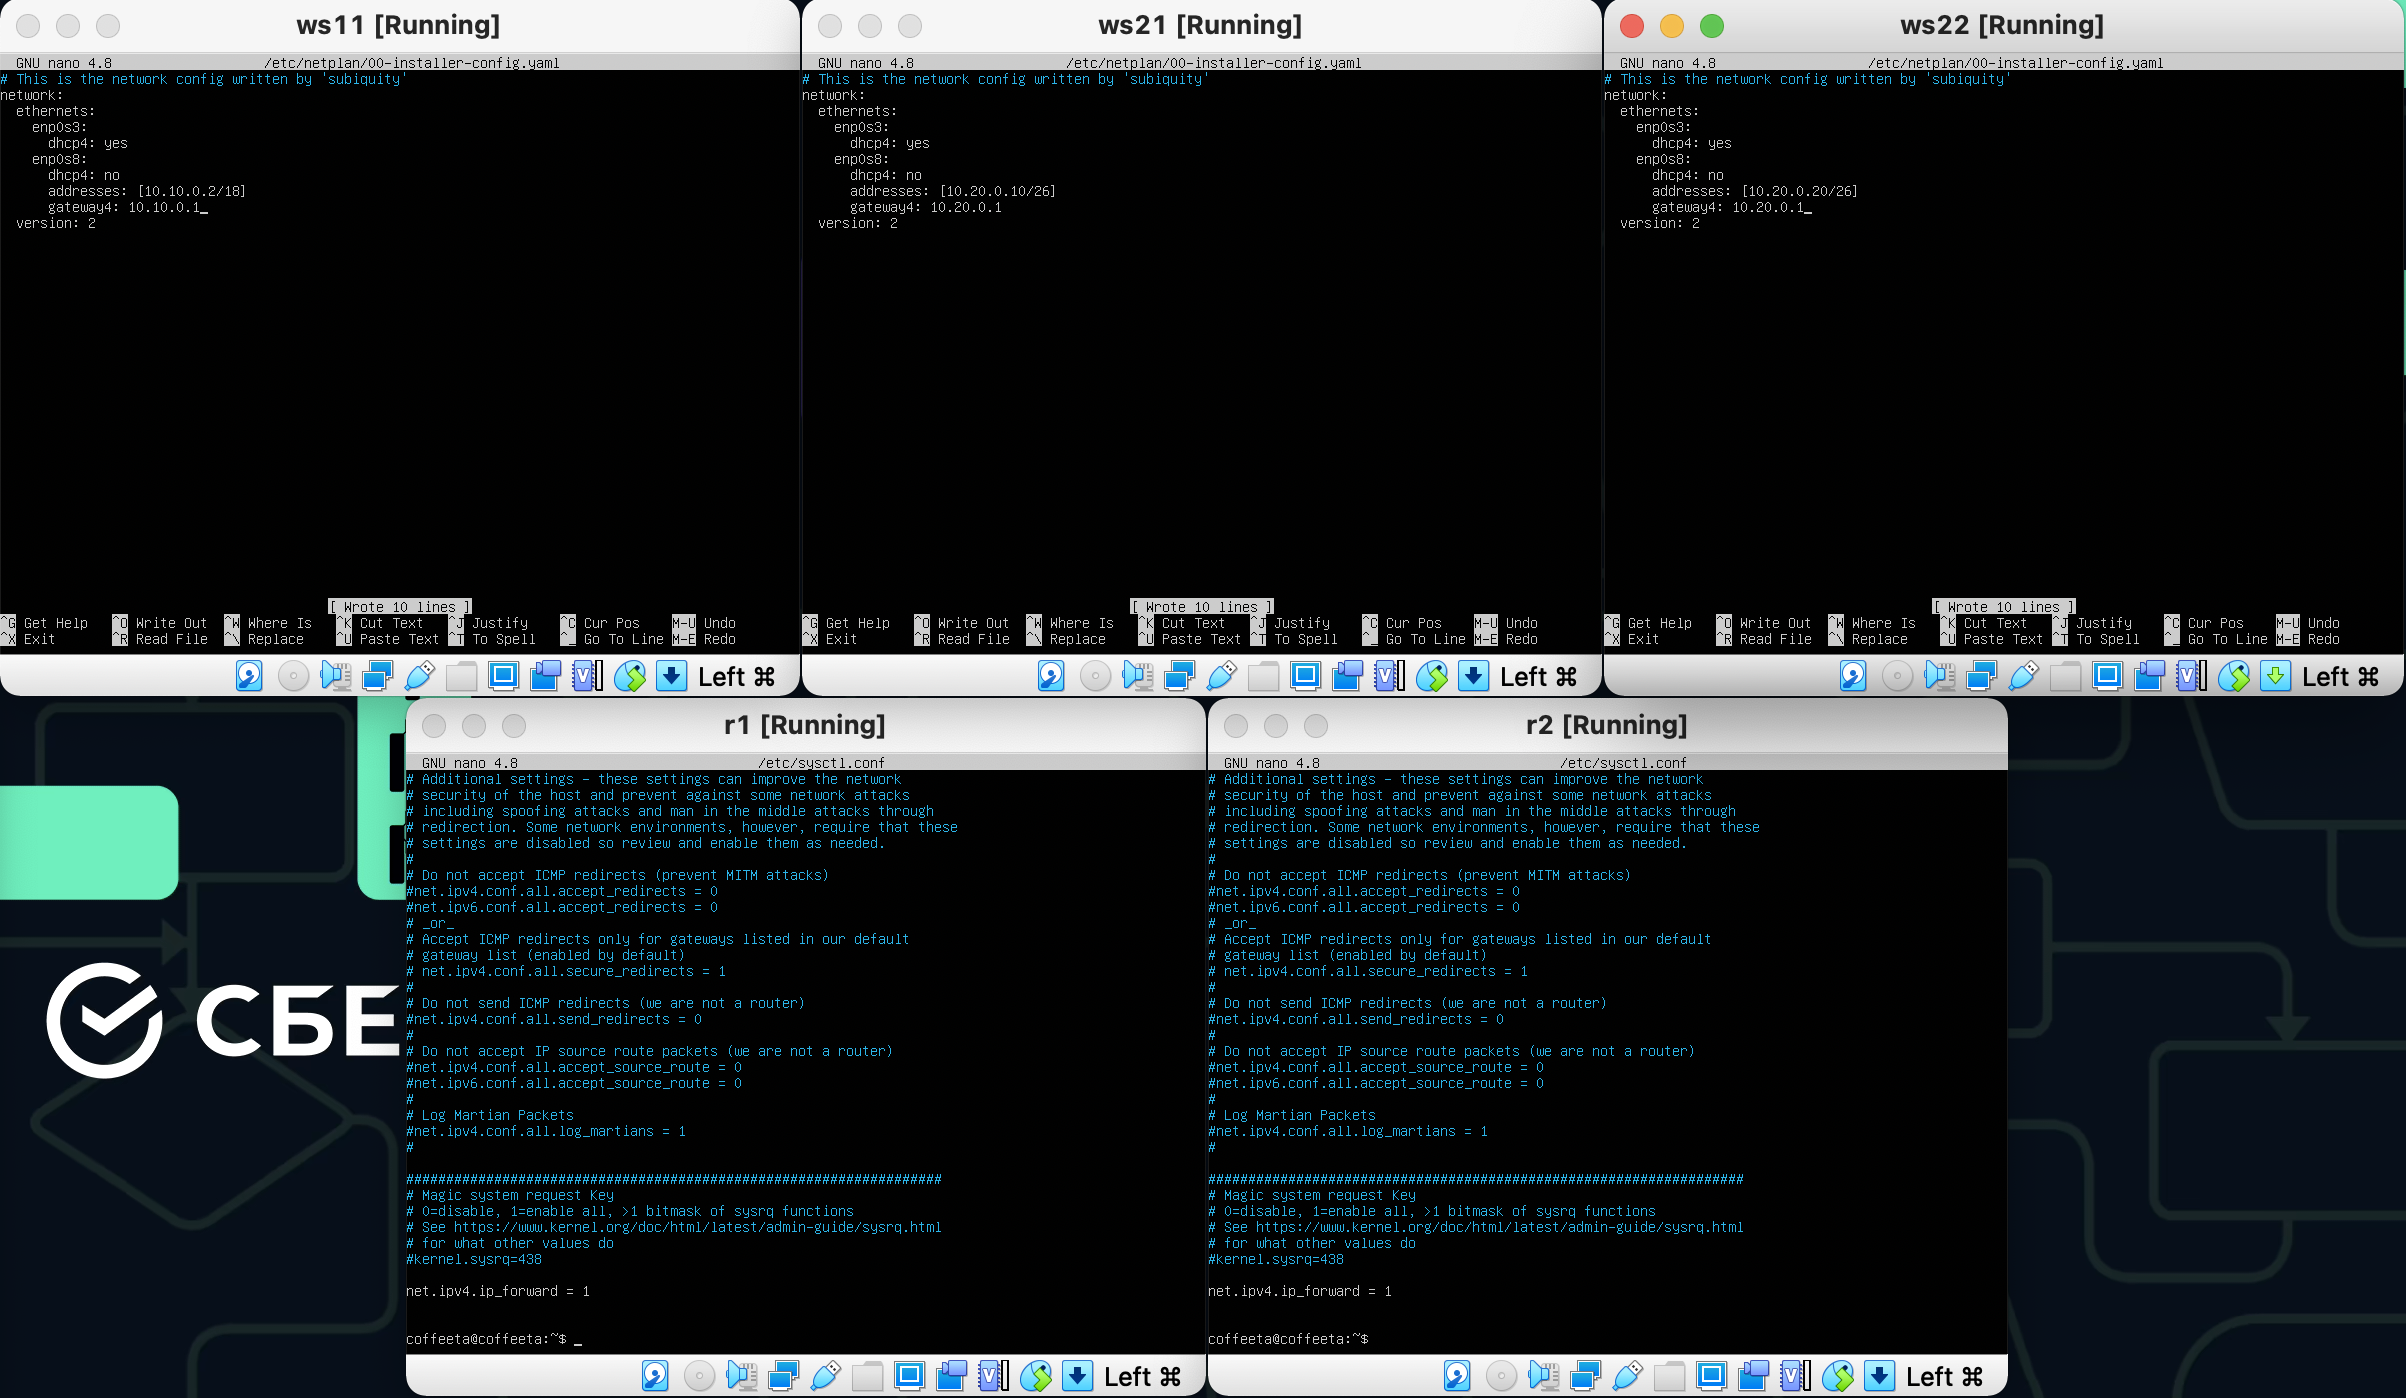 ws11 [Running]
GNU nano 4.8 /etc/netplan/00-installer-config.yaml
# This is the network config written by 'subiquity'
network:
  ethernets:
    enp0s3:
      dhcp4: yes
    enp0s8:
      dhcp4: no
      addresses: [10.10.0.2/18]
      gateway4: 10.10.0.1_
  version: 2
[ Wrote 10 lines ]
^G Get Help ^O Write Out ^W Where Is ^K Cut Text ^J Justify ^C Cur Pos M-U Undo
^X Exit ^R Read File ^\ Replace ^U Paste Text ^T To Spell ^_ Go To Line M-E Redo
Left ⌘
ws21 [Running]
GNU nano 4.8 /etc/netplan/00-installer-config.yaml
# This is the network config written by 'subiquity'
network:
  ethernets:
    enp0s3:
      dhcp4: yes
    enp0s8:
      dhcp4: no
      addresses: [10.20.0.10/26]
      gateway4: 10.20.0.1
  version: 2
[ Wrote 10 lines ]
^G Get Help ^O Write Out ^W Where Is ^K Cut Text ^J Justify ^C Cur Pos M-U Undo
^X Exit ^R Read File ^\ Replace ^U Paste Text ^T To Spell ^_ Go To Line M-E Redo
Left ⌘
ws22 [Running]
GNU nano 4.8 /etc/netplan/00-installer-config.yaml
# This is the network config written by 'subiquity'
network:
  ethernets:
    enp0s3:
      dhcp4: yes
    enp0s8:
      dhcp4: no
      addresses: [10.20.0.20/26]
      gateway4: 10.20.0.1_
  version: 2
[ Wrote 10 lines ]
^G Get Help ^O Write Out ^W Where Is ^K Cut Text ^J Justify ^C Cur Pos M-U Undo
^X Exit ^R Read File ^\ Replace ^U Paste Text ^T To Spell ^_ Go To Line M-E Redo
Left ⌘
СБЕ
r1 [Running]
GNU nano 4.8 /etc/sysctl.conf
# Additional settings - these settings can improve the network
# security of the host and prevent against some network attacks
# including spoofing attacks and man in the middle attacks through
# redirection. Some network environments, however, require that these
# settings are disabled so review and enable them as needed.
#
# Do not accept ICMP redirects (prevent MITM attacks)
#net.ipv4.conf.all.accept_redirects = 0
#net.ipv6.conf.all.accept_redirects = 0
# _or_
# Accept ICMP redirects only for gateways listed in our default
# gateway list (enabled by default)
# net.ipv4.conf.all.secure_redirects = 1
#
# Do not send ICMP redirects (we are not a router)
#net.ipv4.conf.all.send_redirects = 0
#
# Do not accept IP source route packets (we are not a router)
#net.ipv4.conf.all.accept_source_route = 0
#net.ipv6.conf.all.accept_source_route = 0
#
# Log Martian Packets
#net.ipv4.conf.all.log_martians = 1
#
###################################################################
# Magic system request Key
# 0=disable, 1=enable all, >1 bitmask of sysrq functions
# See https://www.kernel.org/doc/html/latest/admin-guide/sysrq.html
# for what other values do
#kernel.sysrq=438
net.ipv4.ip_forward = 1
coffeeta@coffeeta:~$ _
Left ⌘
r2 [Running]
GNU nano 4.8 /etc/sysctl.conf
# Additional settings - these settings can improve the network
# security of the host and prevent against some network attacks
# including spoofing attacks and man in the middle attacks through
# redirection. Some network environments, however, require that these
# settings are disabled so review and enable them as needed.
#
# Do not accept ICMP redirects (prevent MITM attacks)
#net.ipv4.conf.all.accept_redirects = 0
#net.ipv6.conf.all.accept_redirects = 0
# _or_
# Accept ICMP redirects only for gateways listed in our default
# gateway list (enabled by default)
# net.ipv4.conf.all.secure_redirects = 1
#
# Do not send ICMP redirects (we are not a router)
#net.ipv4.conf.all.send_redirects = 0
#
# Do not accept IP source route packets (we are not a router)
#net.ipv4.conf.all.accept_source_route = 0
#net.ipv6.conf.all.accept_source_route = 0
#
# Log Martian Packets
#net.ipv4.conf.all.log_martians = 1
#
###################################################################
# Magic system request Key
# 0=disable, 1=enable all, >1 bitmask of sysrq functions
# See https://www.kernel.org/doc/html/latest/admin-guide/sysrq.html
# for what other values do
#kernel.sysrq=438
net.ipv4.ip_forward = 1
coffeeta@coffeeta:~$
Left ⌘